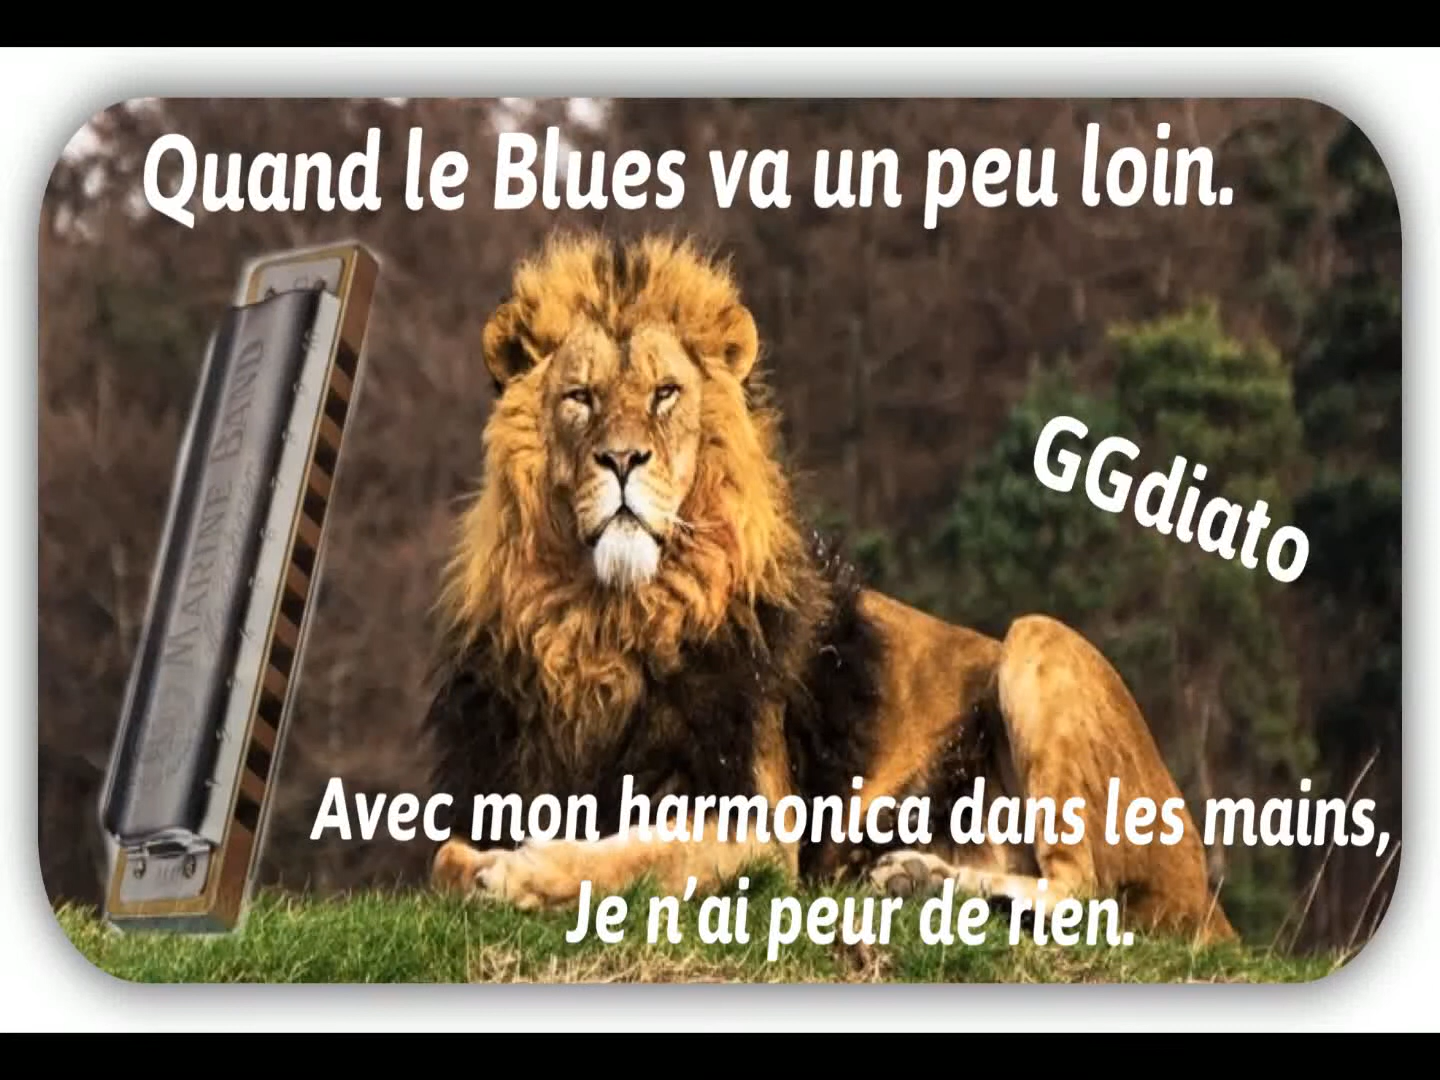 Quand le Blues va un peu loin.
MARINE BAND
GGdiato
Avec mon harmonica dans les mains,
Je n'ai peur de rien.